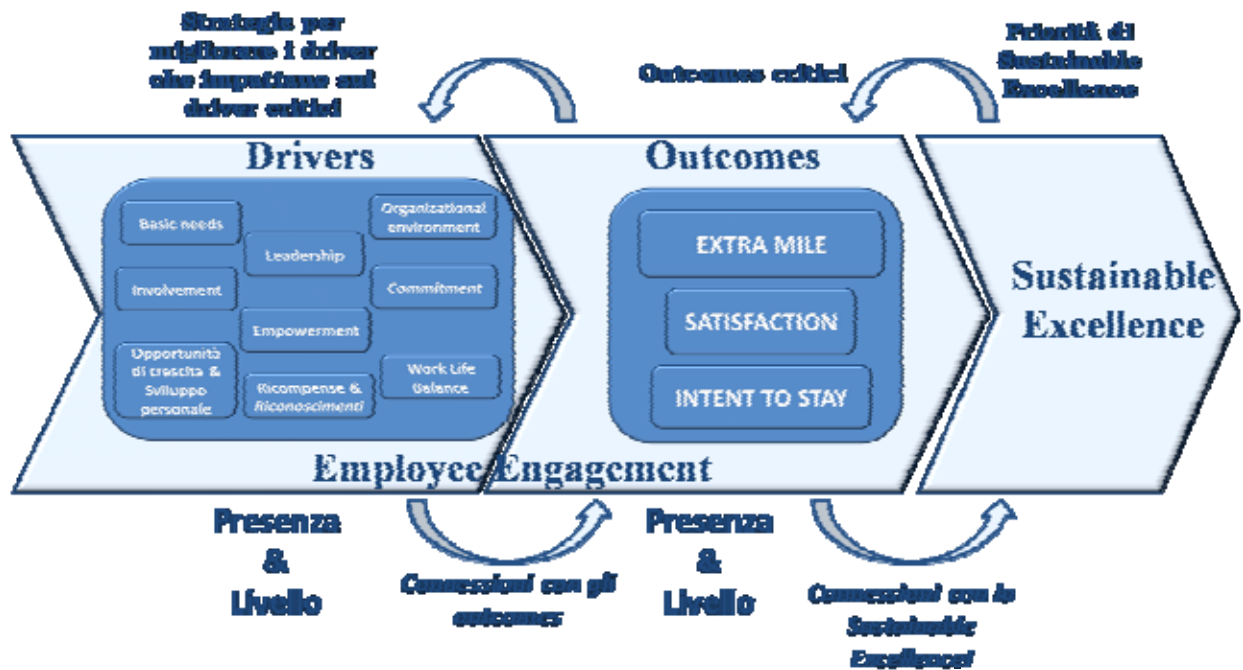 Strategie per
migliorare i driver
che impattano sui
driver critici
Outcomes critici
Priorità di
Sustainable
Excellence
Drivers
Basic needs
Organizational
environment
Leadership
Involvement
Commitment
Empowerment
Opportunità
di crescita &
Sviluppo
personale
Ricompense &
Riconoscimenti
Work Life
Balance
Outcomes
EXTRA MILE
SATISFACTION
INTENT TO STAY
Sustainable
Excellence
Employee Engagement
Presenza
&
Livello
Connessioni con gli
outcomes
Presenza
&
Livello
Connessioni con la
Sustainable
Excellence!